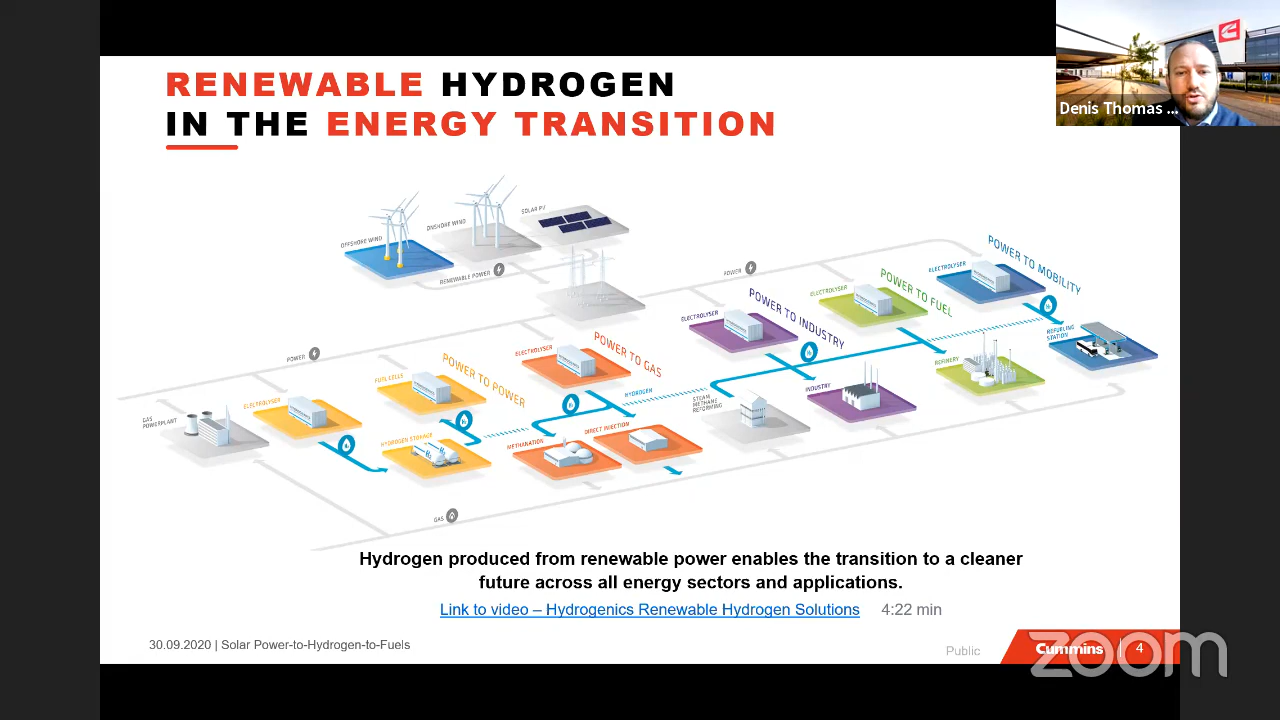 RENEWABLE HYDROGEN
IN THE ENERGY TRANSITION
Denis Thomas ...
OFFSHORE WIND
ONSHORE WIND
SOLAR PV
RENEWABLE POWER
POWER
POWER
ELECTROLYSER
POWER TO MOBILITY
ELECTROLYSER
POWER TO FUEL
ELECTROLYSER
POWER TO INDUSTRY
REFUELING
STATION
ELECTROLYSER
POWER TO GAS
REFINERY
FUEL CELLS
POWER TO POWER
HYDROGEN
STEAM
METHANE
REFORMING
INDUSTRY
GAS
POWERPLANT
ELECTROLYSER
HYDROGEN STORAGE
H2
H2
METHANATION
DIRECT INJECTION
GAS
Hydrogen produced from renewable power enables the transition to a cleaner
future across all energy sectors and applications.
Link to video – Hydrogenics Renewable Hydrogen Solutions 4:22 min
30.09.2020 | Solar Power-to-Hydrogen-to-Fuels
Public
Cummins | 4
zoom